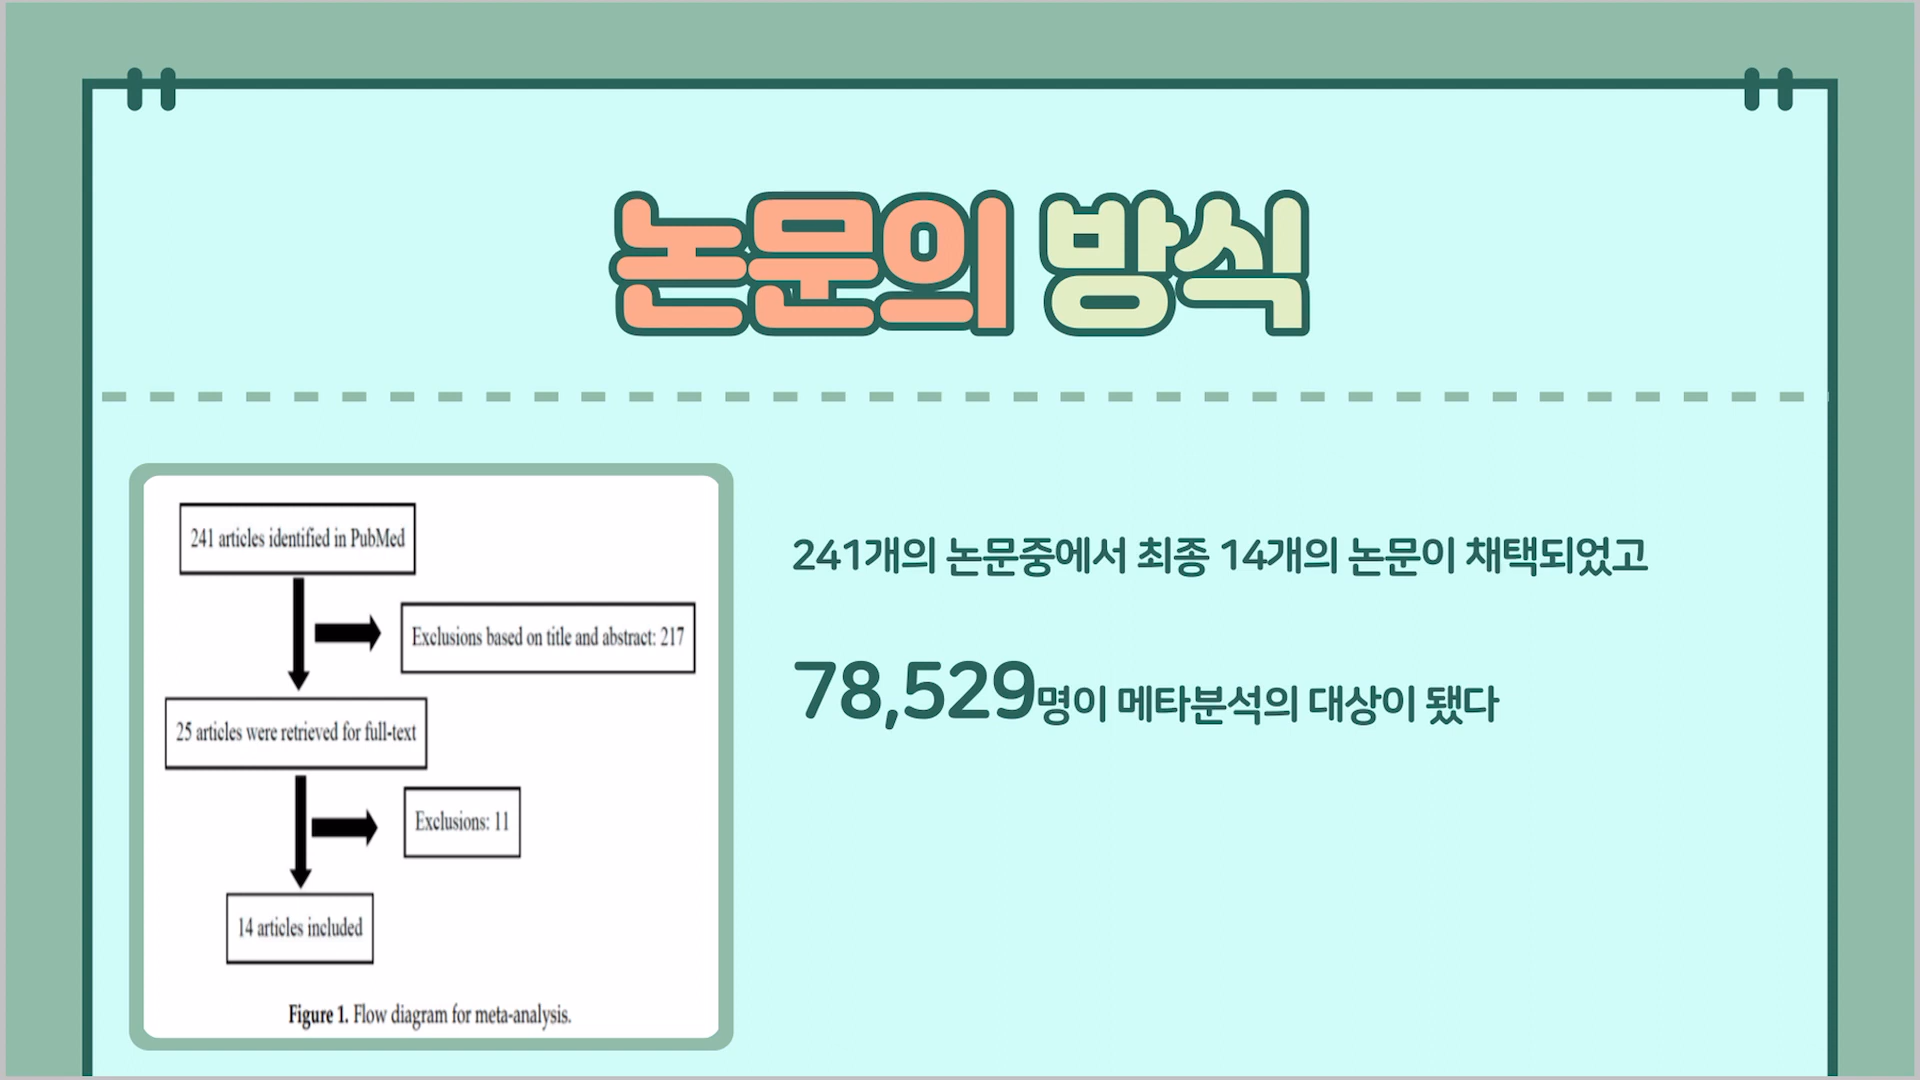 논문의 방식
241 articles identified in PubMed
Exclusions based on title and abstract: 217
25 articles were retrieved for full-text
Exclusions: 11
14 articles included
Figure 1. Flow diagram for meta-analysis.
241개의 논문중에서 최종 14개의 논문이 채택되었고
78,529명이 메타분석의 대상이 됐다